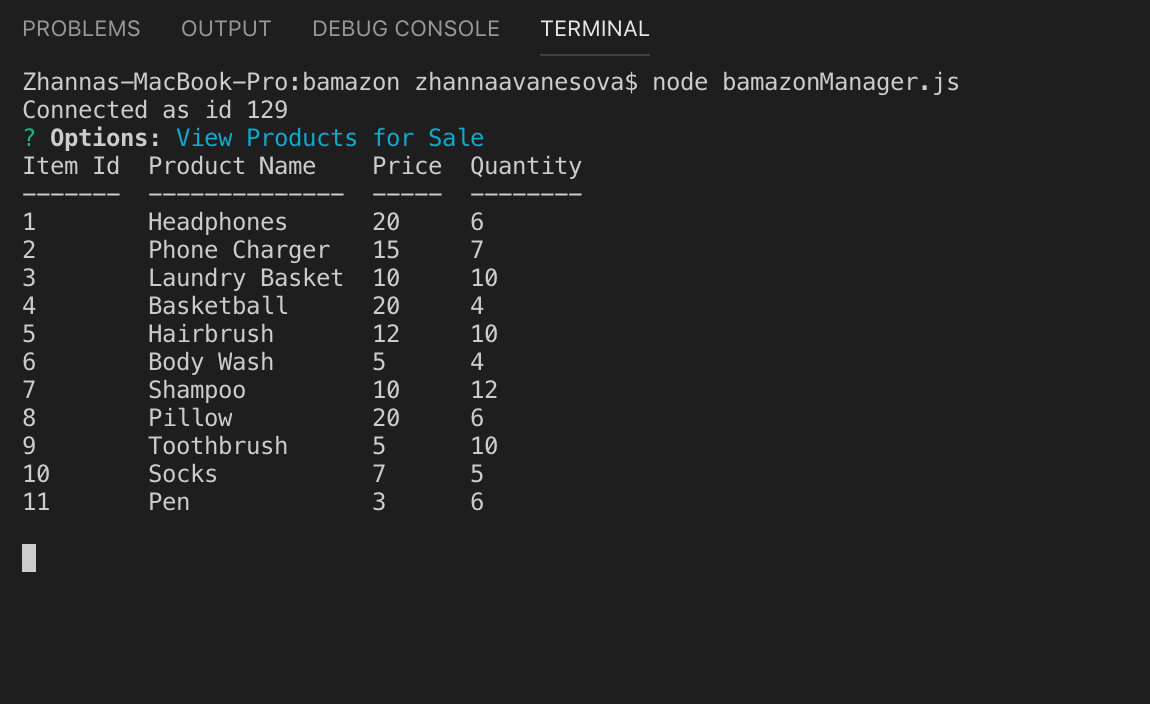 PROBLEMS OUTPUT DEBUG CONSOLE TERMINAL
Zhannas-MacBook-Pro:bamazon zhannaavanesova$ node bamazonManager.js
Connected as id 129
? Options: View Products for Sale
Item Id  Product Name    Price  Quantity
-------  --------------  -----  --------
1        Headphones      20     6
2        Phone Charger   15     7
3        Laundry Basket  10     10
4        Basketball      20     4
5        Hairbrush       12     10
6        Body Wash       5      4
7        Shampoo         10     12
8        Pillow          20     6
9        Toothbrush      5      10
10       Socks           7      5
11       Pen             3      6